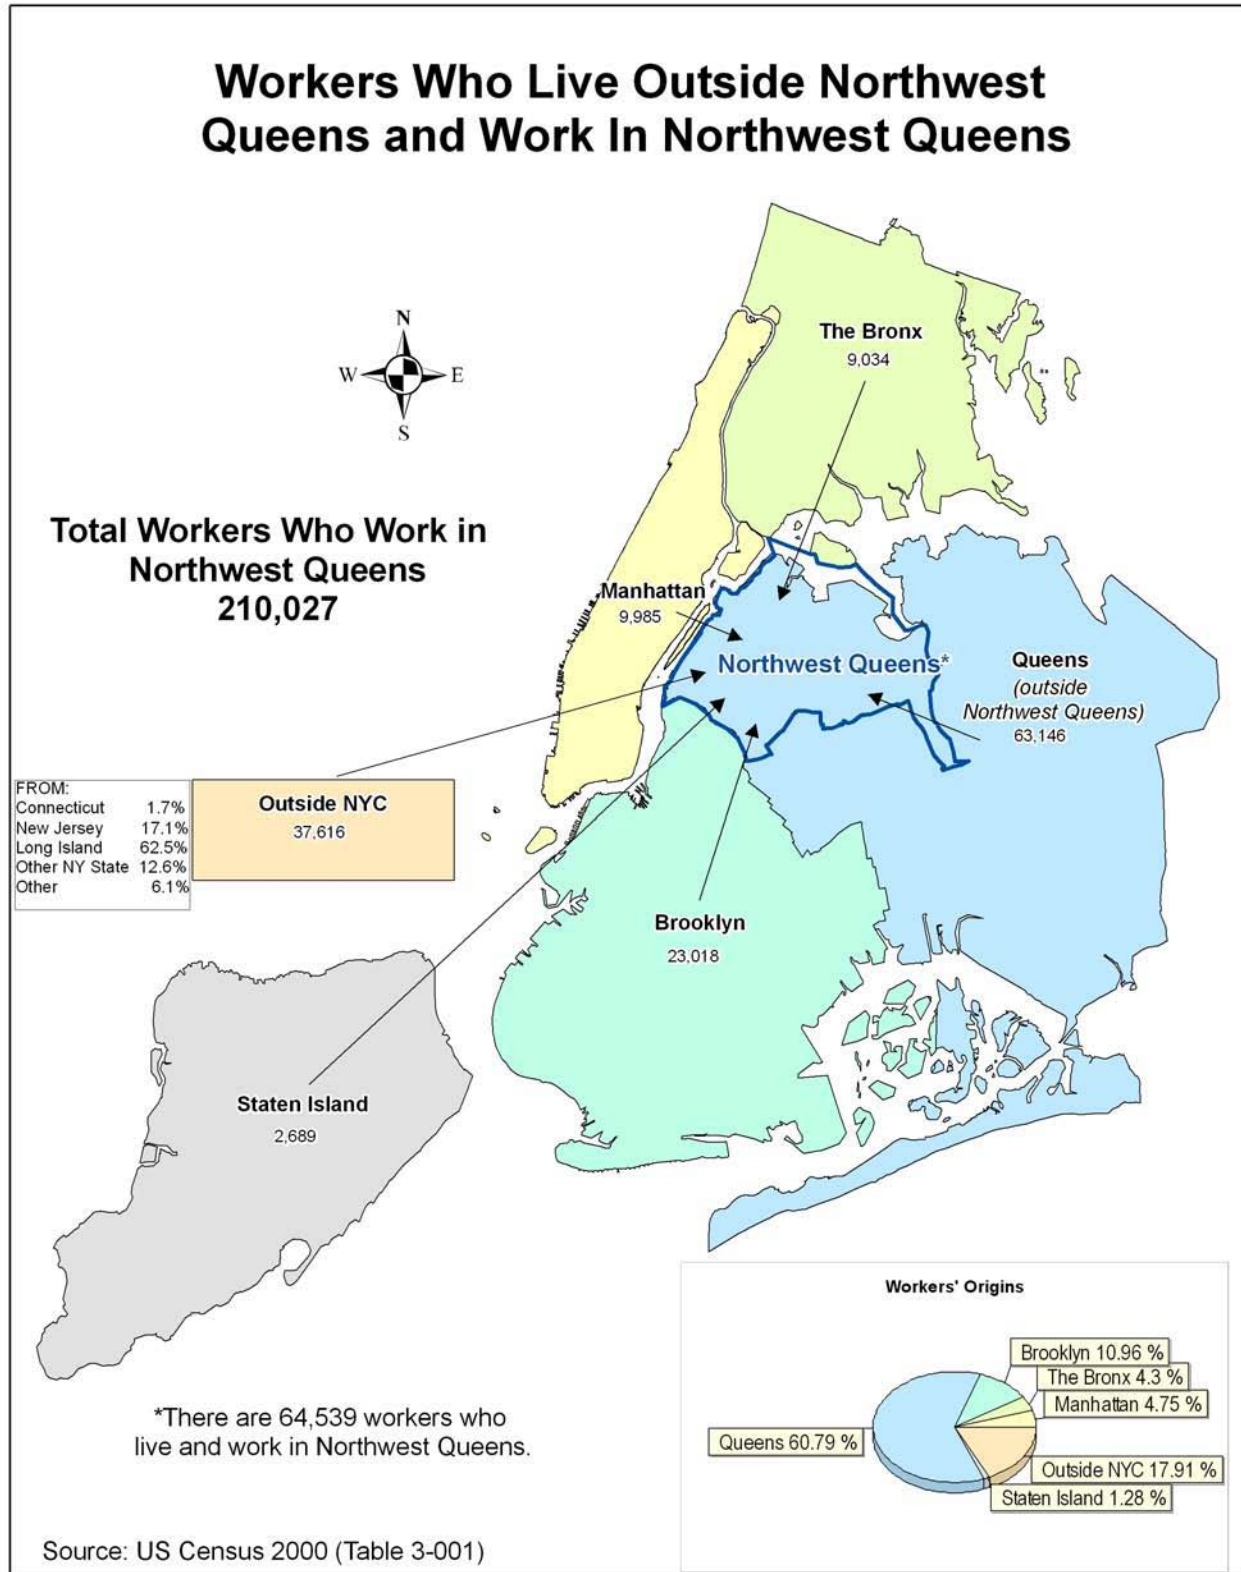 Workers Who Live Outside Northwest
Queens and Work In Northwest Queens
N
W
E
S
The Bronx
9,034
Total Workers Who Work in
Northwest Queens
210,027
Manhattan
9,985
Northwest Queens*
Queens
(outside
Northwest Queens)
63,146
FROM:
Connecticut 1.7%
New Jersey 17.1%
Long Island 62.5%
Other NY State 12.6%
Other 6.1%
Outside NYC
37,616
Brooklyn
23,018
Staten Island
2,689
*There are 64,539 workers who
live and work in Northwest Queens.
Workers' Origins
Brooklyn 10.96 %
The Bronx 4.3 %
Manhattan 4.75 %
Queens 60.79 %
Outside NYC 17.91 %
Staten Island 1.28 %
Source: US Census 2000 (Table 3-001)